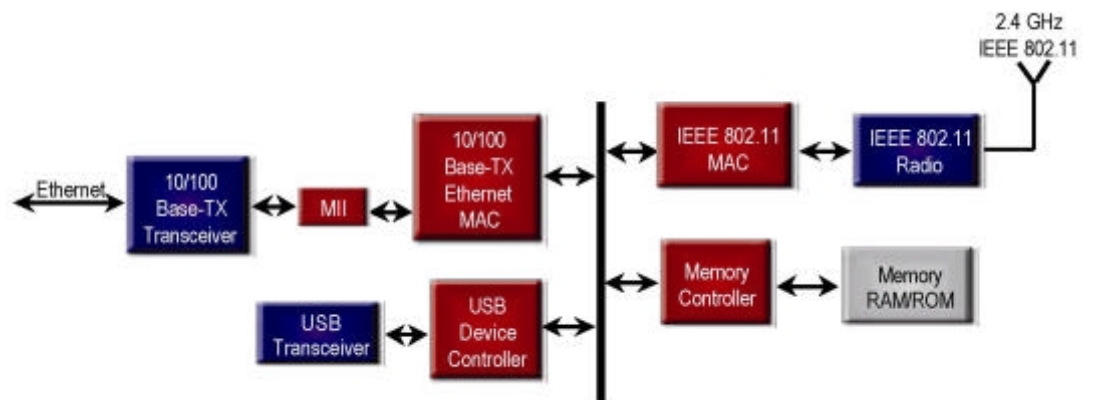 2.4 GHz
IEEE 802.11
10/100
Base-TX
Ethernet
MAC
IEEE 802.11
MAC
IEEE 802.11
Radio
Ethernet
10/100
Base-TX
Transceiver
MII
Memory
Controller
Memory
RAM/ROM
USB
Transceiver
USB
Device
Controller